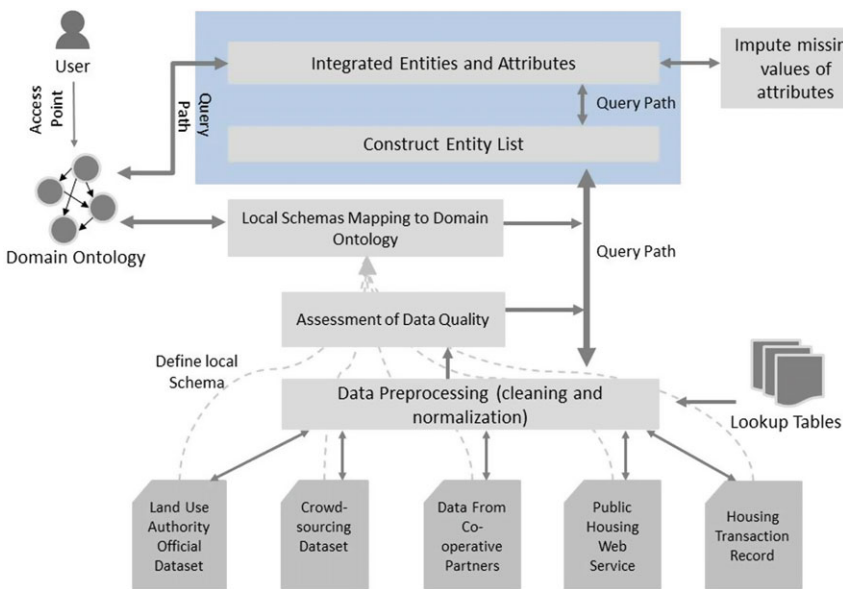 User
Access
Point
Query
Path
Integrated Entities and Attributes
Query Path
Construct Entity List
Impute missin
values of
attributes
Domain Ontology
Local Schemas Mapping to Domain
Ontology
Query Path
Assessment of Data Quality
Define local
Schema
Data Preprocessing (cleaning and
normalization)
Lookup Tables
Land Use
Authority
Official
Dataset
Crowd-
sourcing
Dataset
Data From
Co-
operative
Partners
Public
Housing
Web
Service
Housing
Transaction
Record